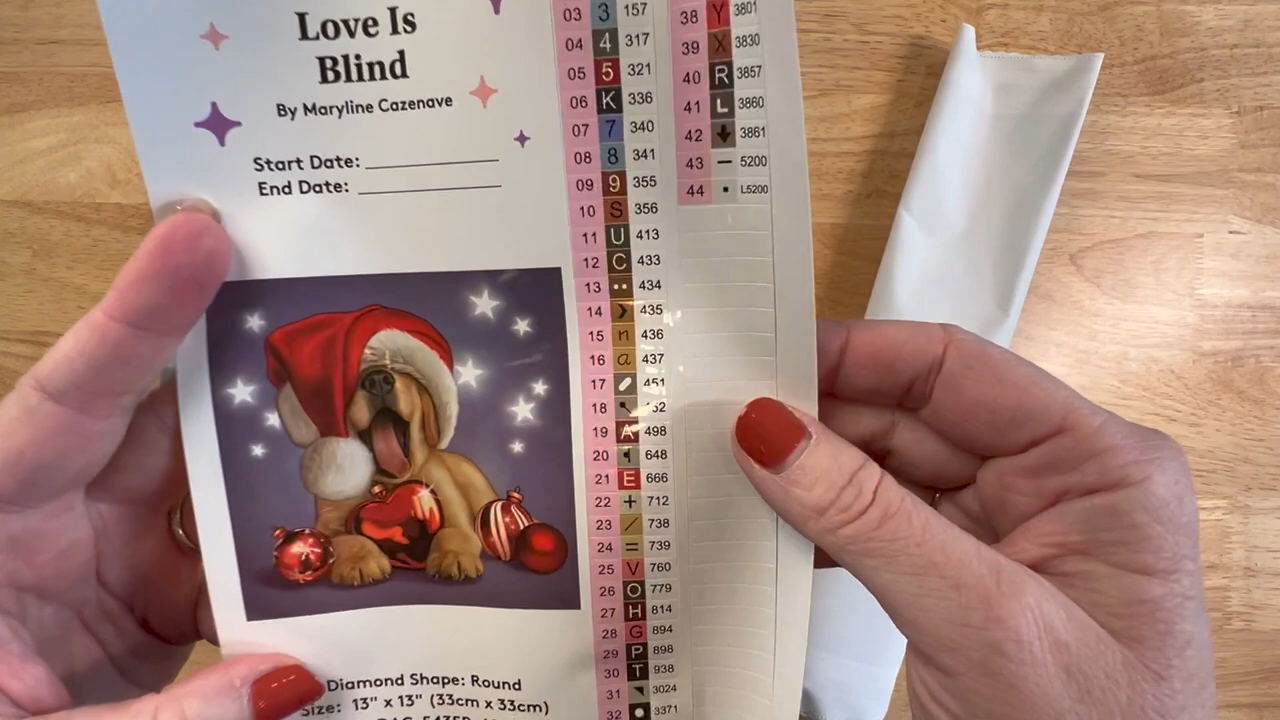 Love Is
Blind
By Maryline Cazenave
Start Date:
End Date:
Diamond Shape: Round
Size: 13" x 13" (33cm x 33cm)
03 3 157
04 4 317
05 5 321
06 K 336
07 7 340
08 8 341
09 9 355
10 S 356
11 U 413
12 C 433
13 •• 434
14 ❯ 435
15 n 436
16 a 437
17 451
18
19 A 498
20 ¶ 648
21 E 666
22 + 712
23 / 738
24 = 739
25 V 760
26 O 779
27 H 814
28 G 894
29 P 898
30 T 938
31 ◥ 3024
32 ● 3371
38 Y 3801
39 X 3830
40 R 3857
41 L 3860
42 ⬇ 3861
43 – 5200
44 ▪ L5200